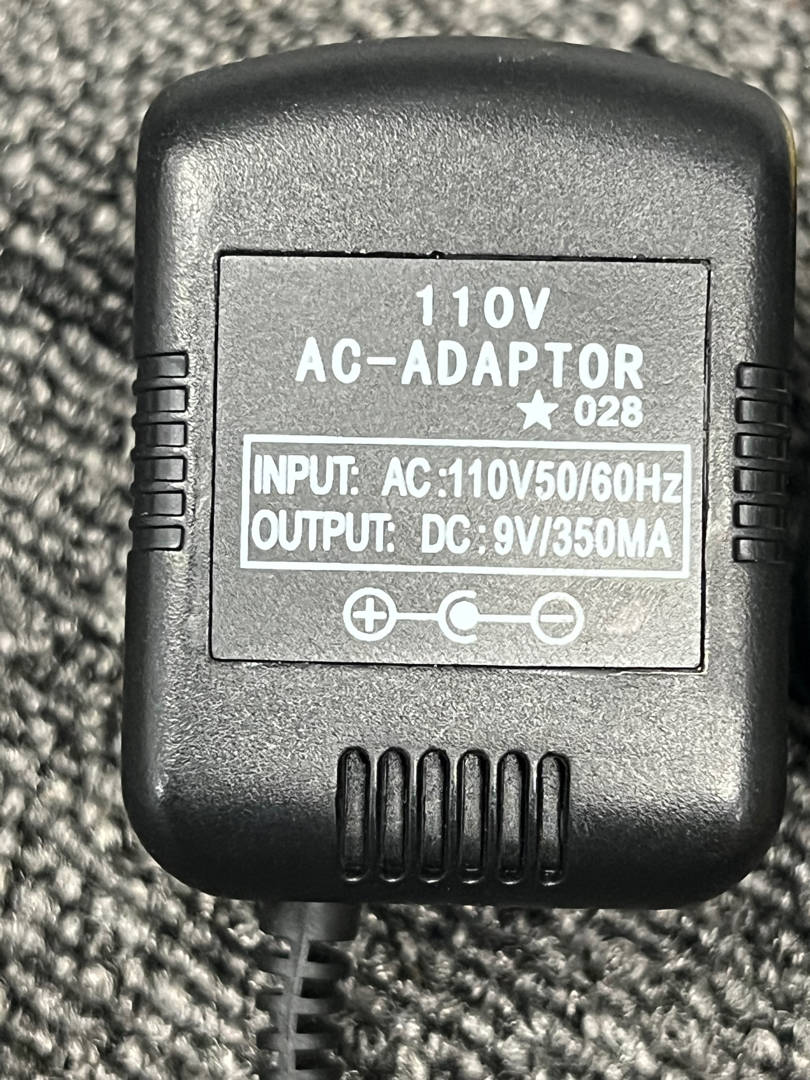 110V
AC-ADAPTOR
★ 028
INPUT: AC:110V50/60Hz
OUTPUT: DC:9V/350MA
+ −